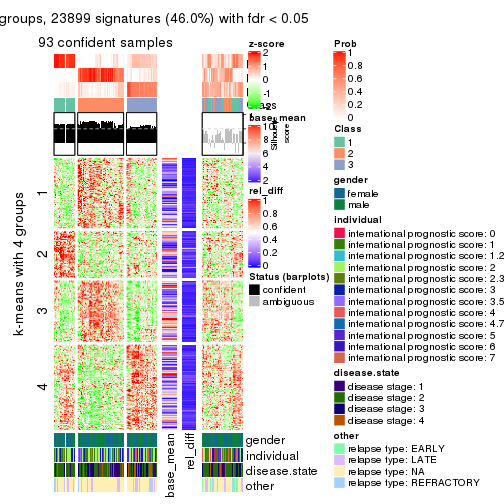 groups, 23899 signatures (46.0%) with fdr < 0.05
93 confident samples
k-means with 4 groups
1
2
3
4
base_mean
rel_diff
gender
individual
disease.state
other
z-score
2
1
0
-1
-2
base_mean
10
8
6
4
2
Silhouette
score
rel_diff
1
0.8
0.6
0.4
0.2
0
Status (barplots)
confident
ambiguous
Prob
1
0.8
0.6
0.4
0.2
0
Class
1
2
3
gender
female
male
individual
international prognostic score: 0
international prognostic score: 1
international prognostic score: 1.2
international prognostic score: 2
international prognostic score: 2.3
international prognostic score: 3
international prognostic score: 3.5
international prognostic score: 4
international prognostic score: 4.7
international prognostic score: 5
international prognostic score: 6
international prognostic score: 7
disease.state
disease stage: 1
disease stage: 2
disease stage: 3
disease stage: 4
other
relapse type: EARLY
relapse type: LATE
relapse type: NA
relapse type: REFRACTORY